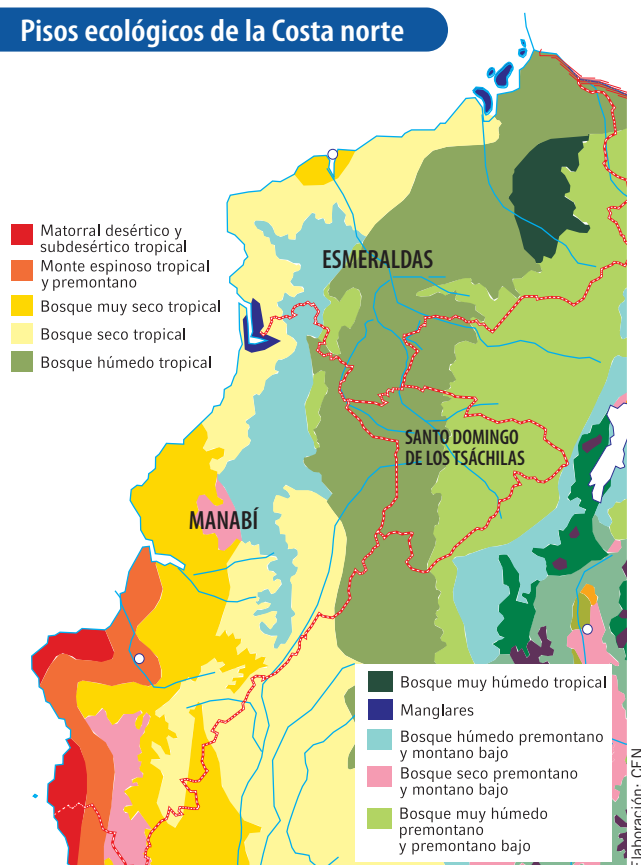 Pisos ecológicos de la Costa norte
Matorral desértico y
subdesértico tropical
Monte espinoso tropical
y premontano
Bosque muy seco tropical
Bosque seco tropical
Bosque húmedo tropical
ESMERALDAS
SANTO DOMINGO
DE LOS TSÁCHILAS
MANABÍ
Bosque muy húmedo tropical
Manglares
Bosque húmedo premontano
y montano bajo
Bosque seco premontano
y montano bajo
Bosque muy húmedo
premontano
y premontano bajo
Elaboración: CEN